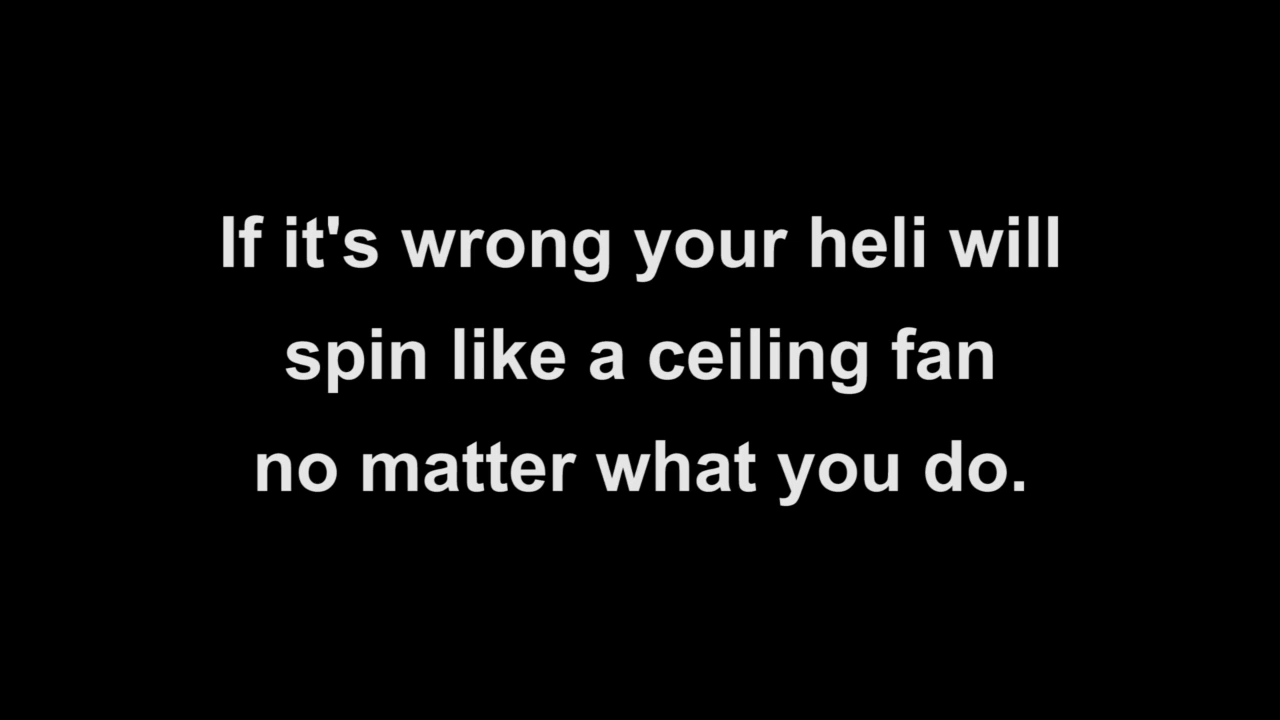 If it's wrong your heli will
spin like a ceiling fan
no matter what you do.